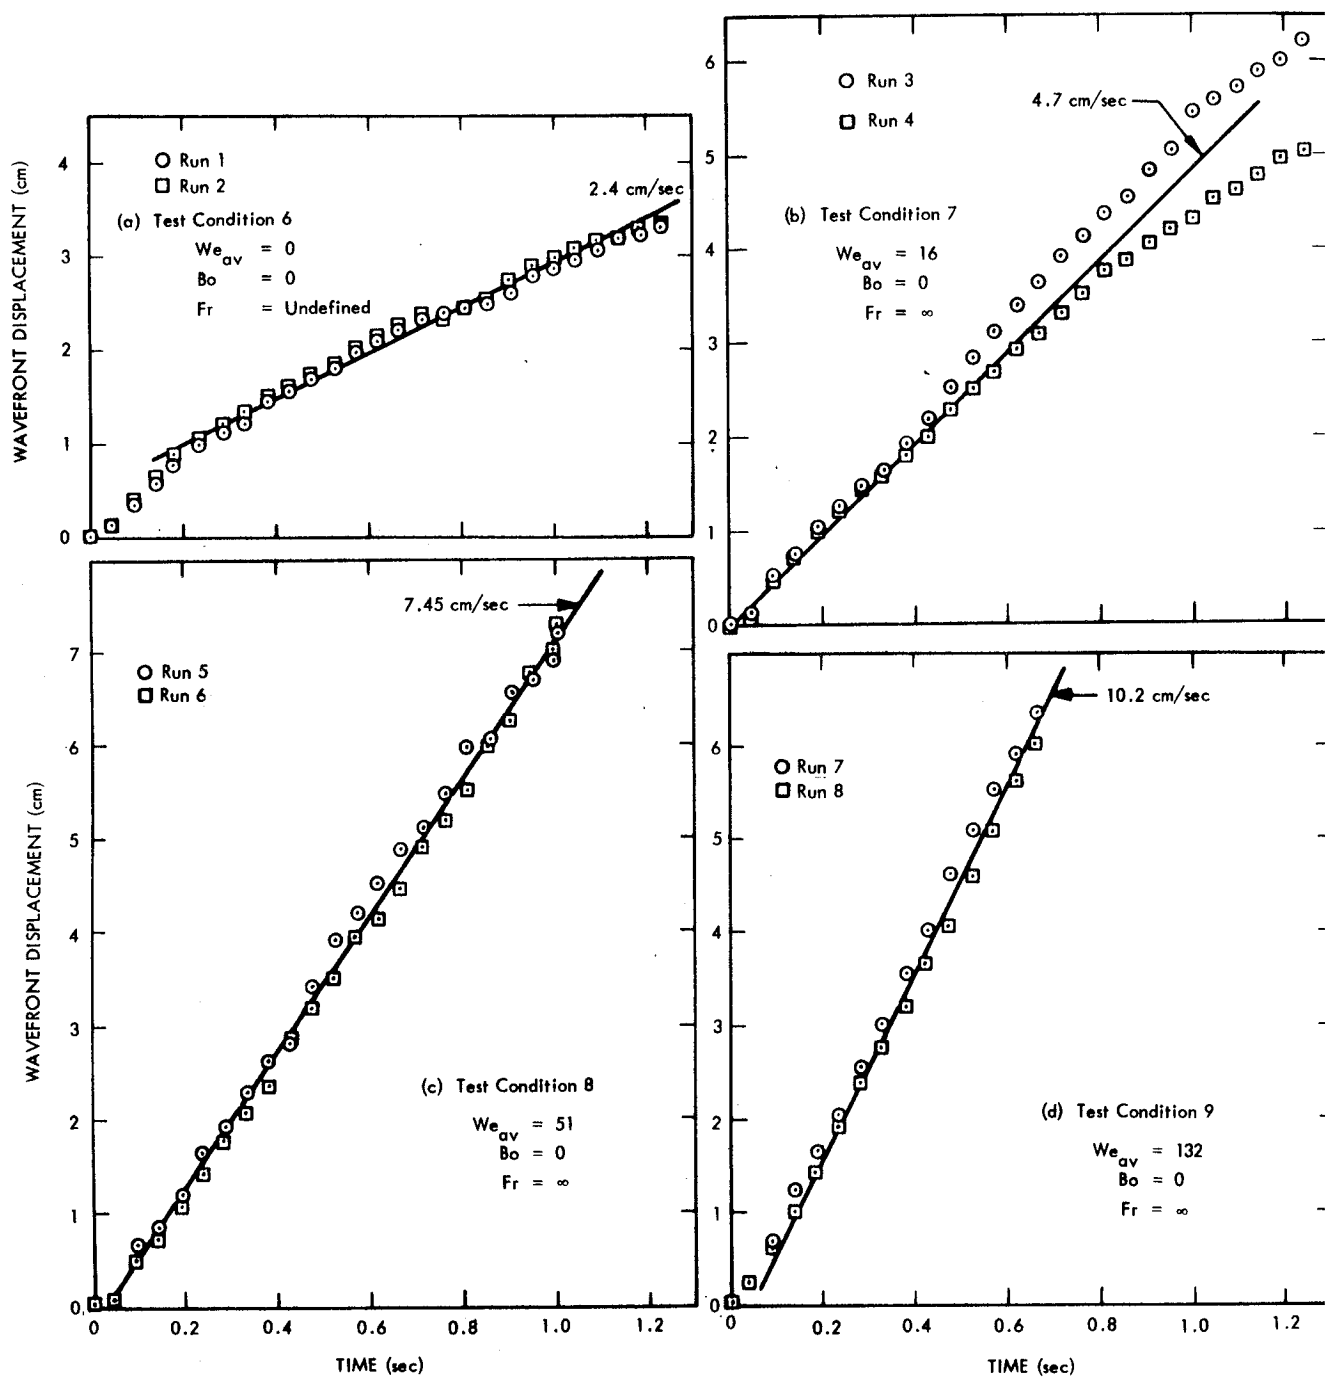 WAVEFRONT DISPLACEMENT (cm)
4
3
2
1
0
Run 1
Run 2
2.4 cm/sec
(a) Test Condition 6
We_av = 0
Bo = 0
Fr = Undefined
6
5
4
3
2
1
0
Run 3
Run 4
4.7 cm/sec
(b) Test Condition 7
We_av = 16
Bo = 0
Fr = ∞
WAVEFRONT DISPLACEMENT (cm)
7
6
5
4
3
2
1
0
7.45 cm/sec
Run 5
Run 6
(c) Test Condition 8
We_av = 51
Bo = 0
Fr = ∞
0 0.2 0.4 0.6 0.8 1.0
TIME (sec)
6
5
4
3
2
1
0
10.2 cm/sec
Run 7
Run 8
(d) Test Condition 9
We_av = 132
Bo = 0
Fr = ∞
0 0.2 0.4 0.6 0.8 1.0 1.2
TIME (sec)